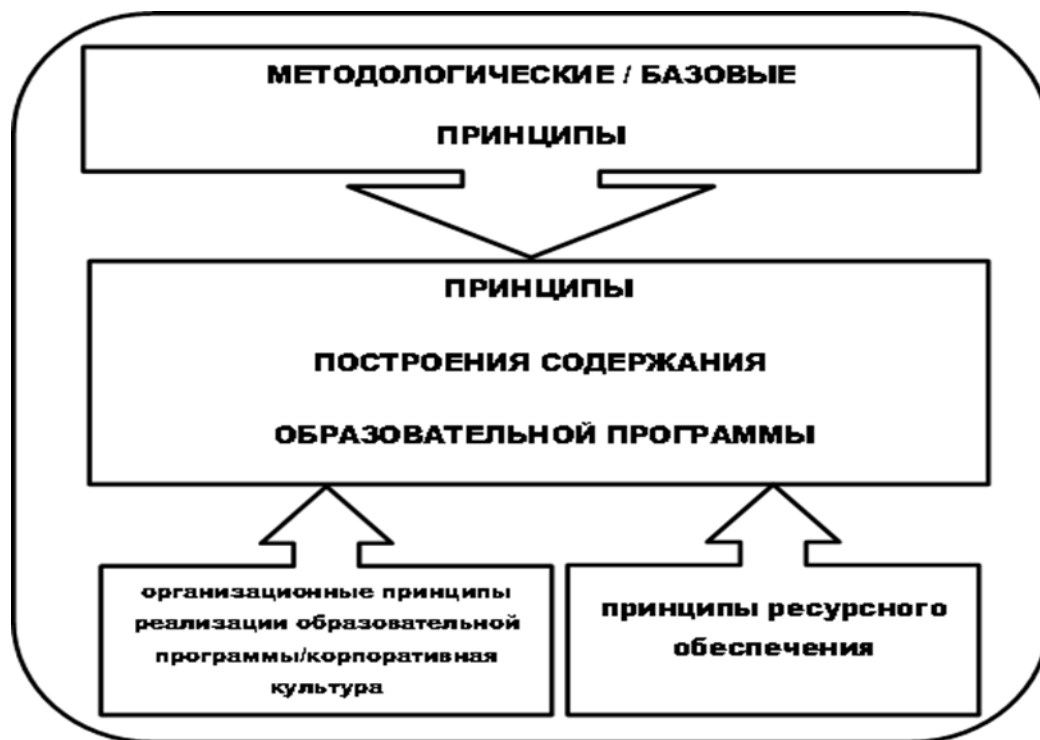 МЕТОДОЛОГИЧЕСКИЕ / БАЗОВЫЕ
ПРИНЦИПЫ
ПРИНЦИПЫ
ПОСТРОЕНИЯ СОДЕРЖАНИЯ
ОБРАЗОВАТЕЛЬНОЙ ПРОГРАММЫ
организационные принципы
реализации образовательной
программы/корпоративная
культура
принципы ресурсного
обеспечения